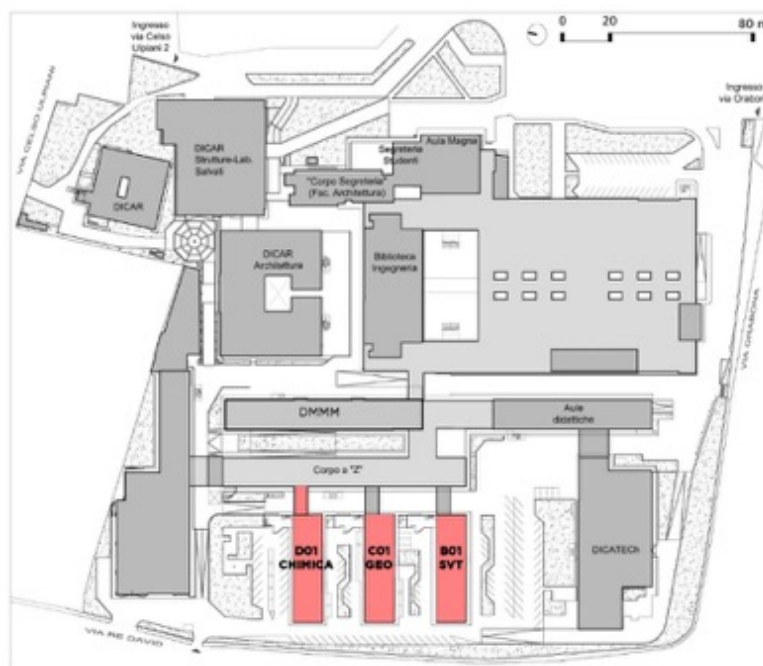 Ingresso
via Celso
Ulpiani 2
0 20 80 m
Ingresso
via Orabona
VIA CELSO ULPIANI
DICAR
Strutture-Lab.
Salvati
Aula Magna
Segreteria
Studenti
"Corpo Segreteria"
(Fac. Architettura)
DICAR
DICAR
Architettura
Biblioteca
Ingegneria
VIA ORABONA
DMMM
Aule
didattiche
Corpo a "Z"
D01
CHIMICA
C01
GEO
B01
SVT
DICATECh
VIA RE DAVID